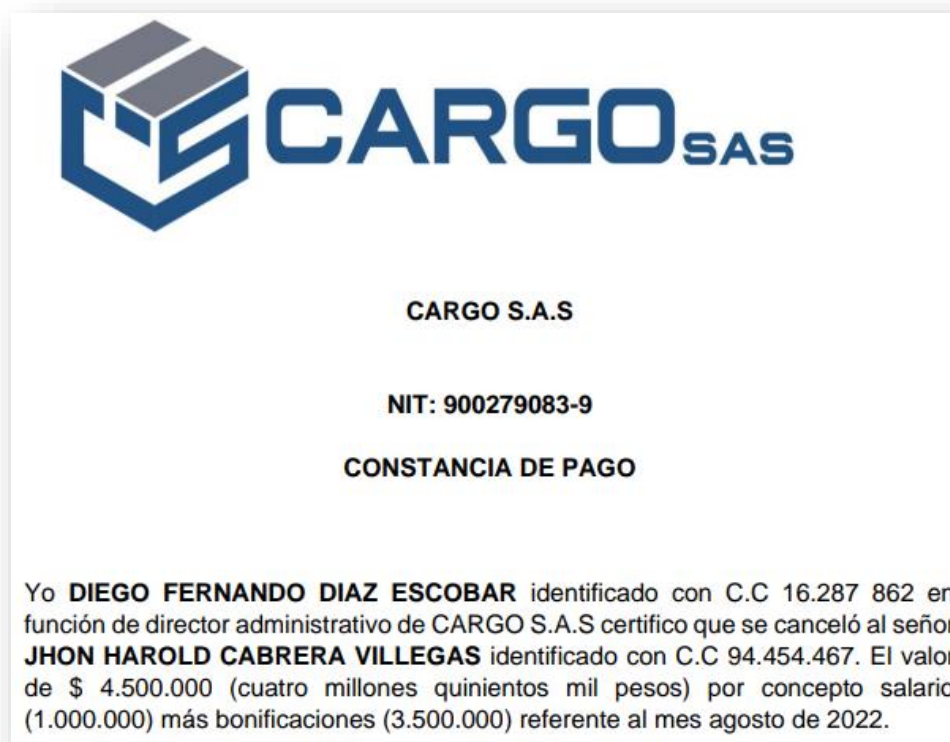 CARGO SAS
CARGO S.A.S
NIT: 900279083-9
CONSTANCIA DE PAGO
Yo DIEGO FERNANDO DIAZ ESCOBAR identificado con C.C 16.287 862 en
función de director administrativo de CARGO S.A.S certifico que se canceló al señor
JHON HAROLD CABRERA VILLEGAS identificado con C.C 94.454.467. El valor
de $ 4.500.000 (cuatro millones quinientos mil pesos) por concepto salario
(1.000.000) más bonificaciones (3.500.000) referente al mes agosto de 2022.